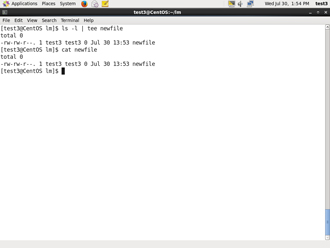 Applications Places System
Wed Jul 30, 1:54 PM test3
test3@CentOS:~/lm
File Edit View Search Terminal Help
[test3@CentOS lm]$ ls -l | tee newfile
total 0
-rw-rw-r--. 1 test3 test3 0 Jul 30 13:53 newfile
[test3@CentOS lm]$ cat newfile
total 0
-rw-rw-r--. 1 test3 test3 0 Jul 30 13:53 newfile
[test3@CentOS lm]$